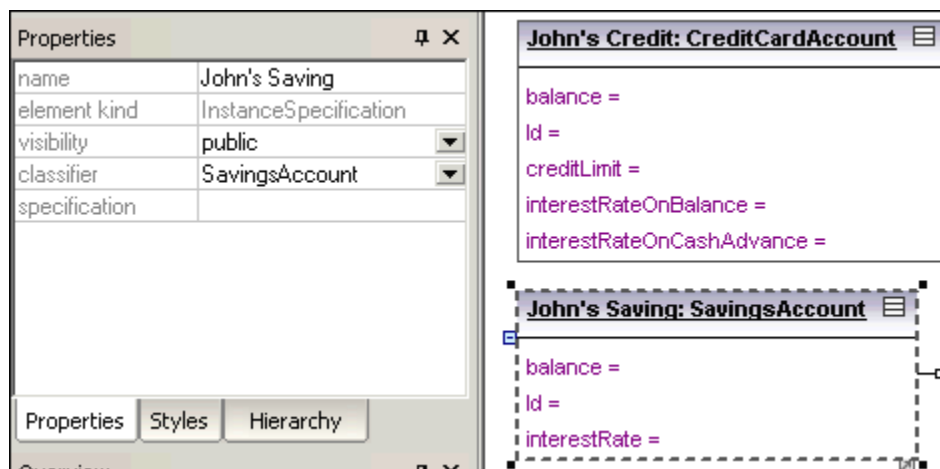 Properties
name John's Saving
element kind InstanceSpecification
visibility public
classifier SavingsAccount
specification
Properties Styles Hierarchy
Overview
John's Credit: CreditCardAccount
balance =
Id =
creditLimit =
interestRateOnBalance =
interestRateOnCashAdvance =
John's Saving: SavingsAccount
balance =
Id =
interestRate =